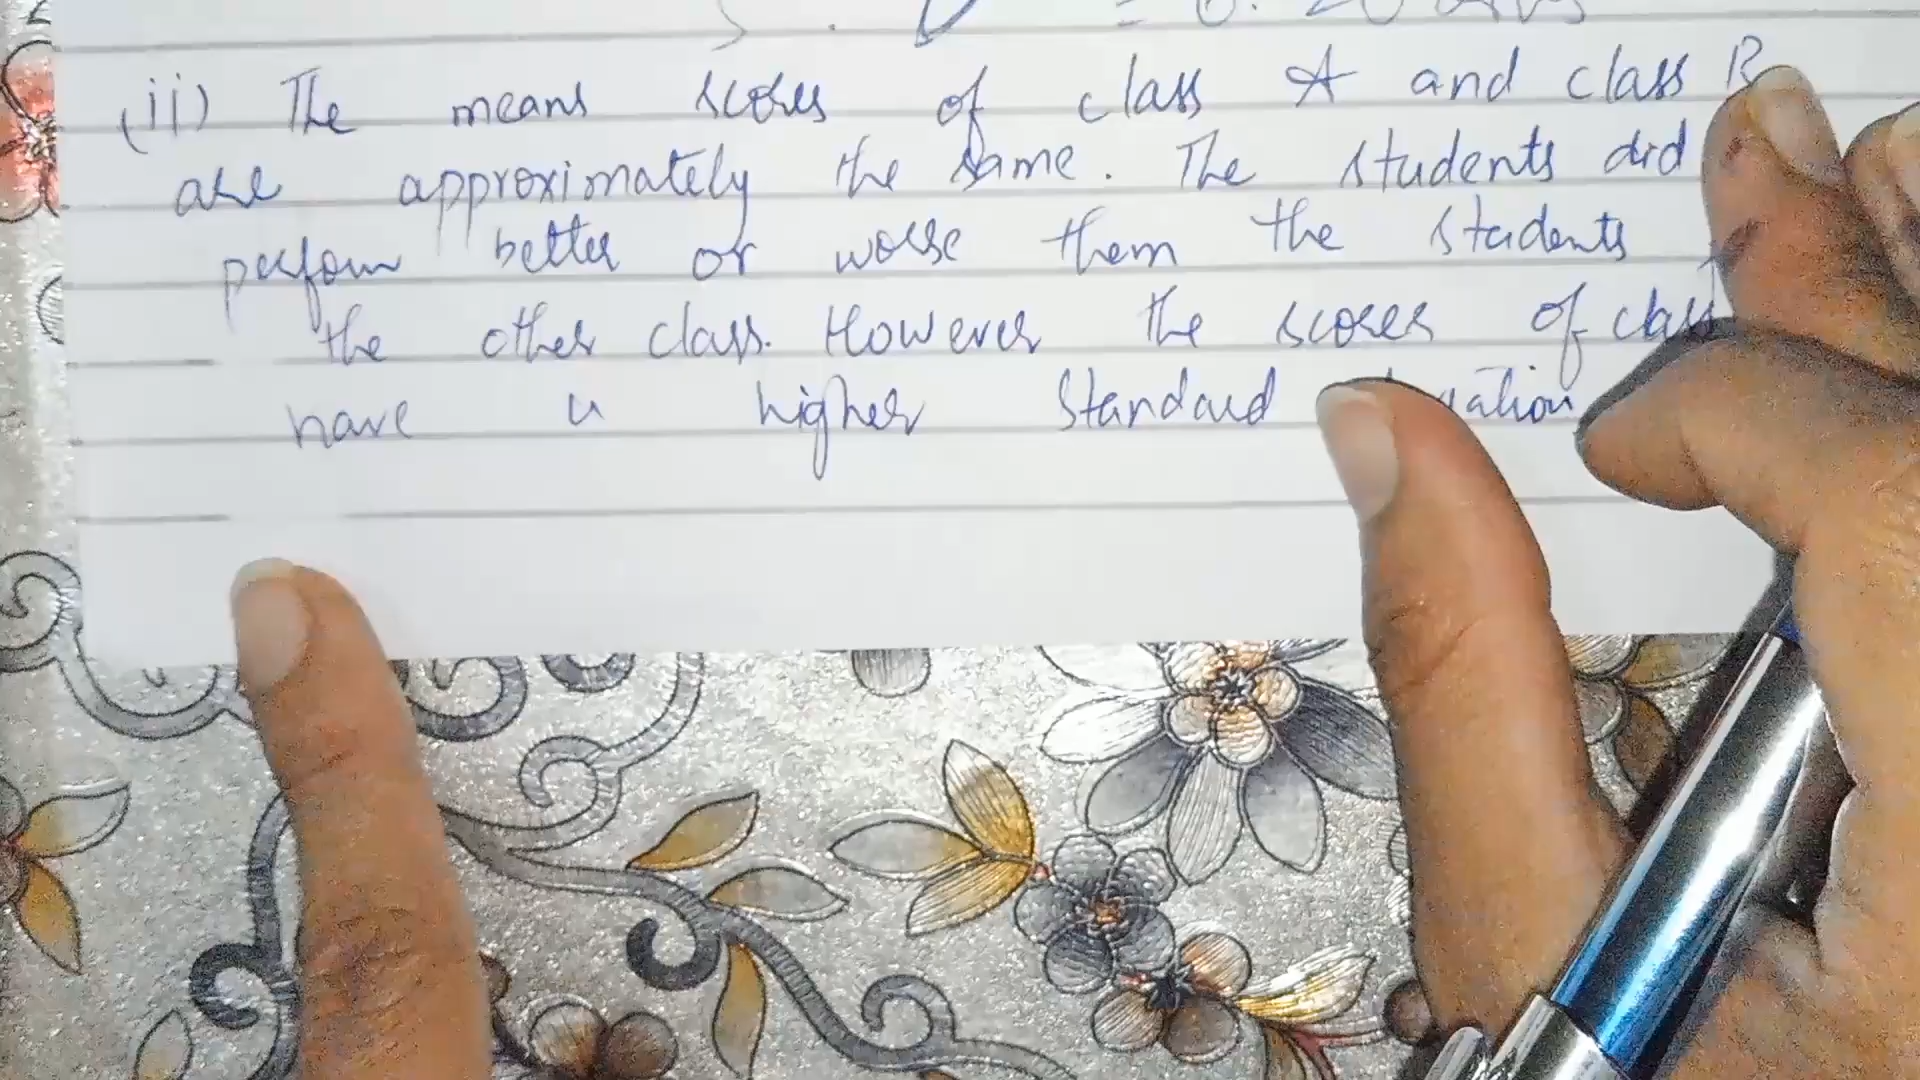 (ii) The means scores of class A and class B
are approximately the same. The students did
perform better or worse them the students
the other class. However the scores of class
have a higher standard